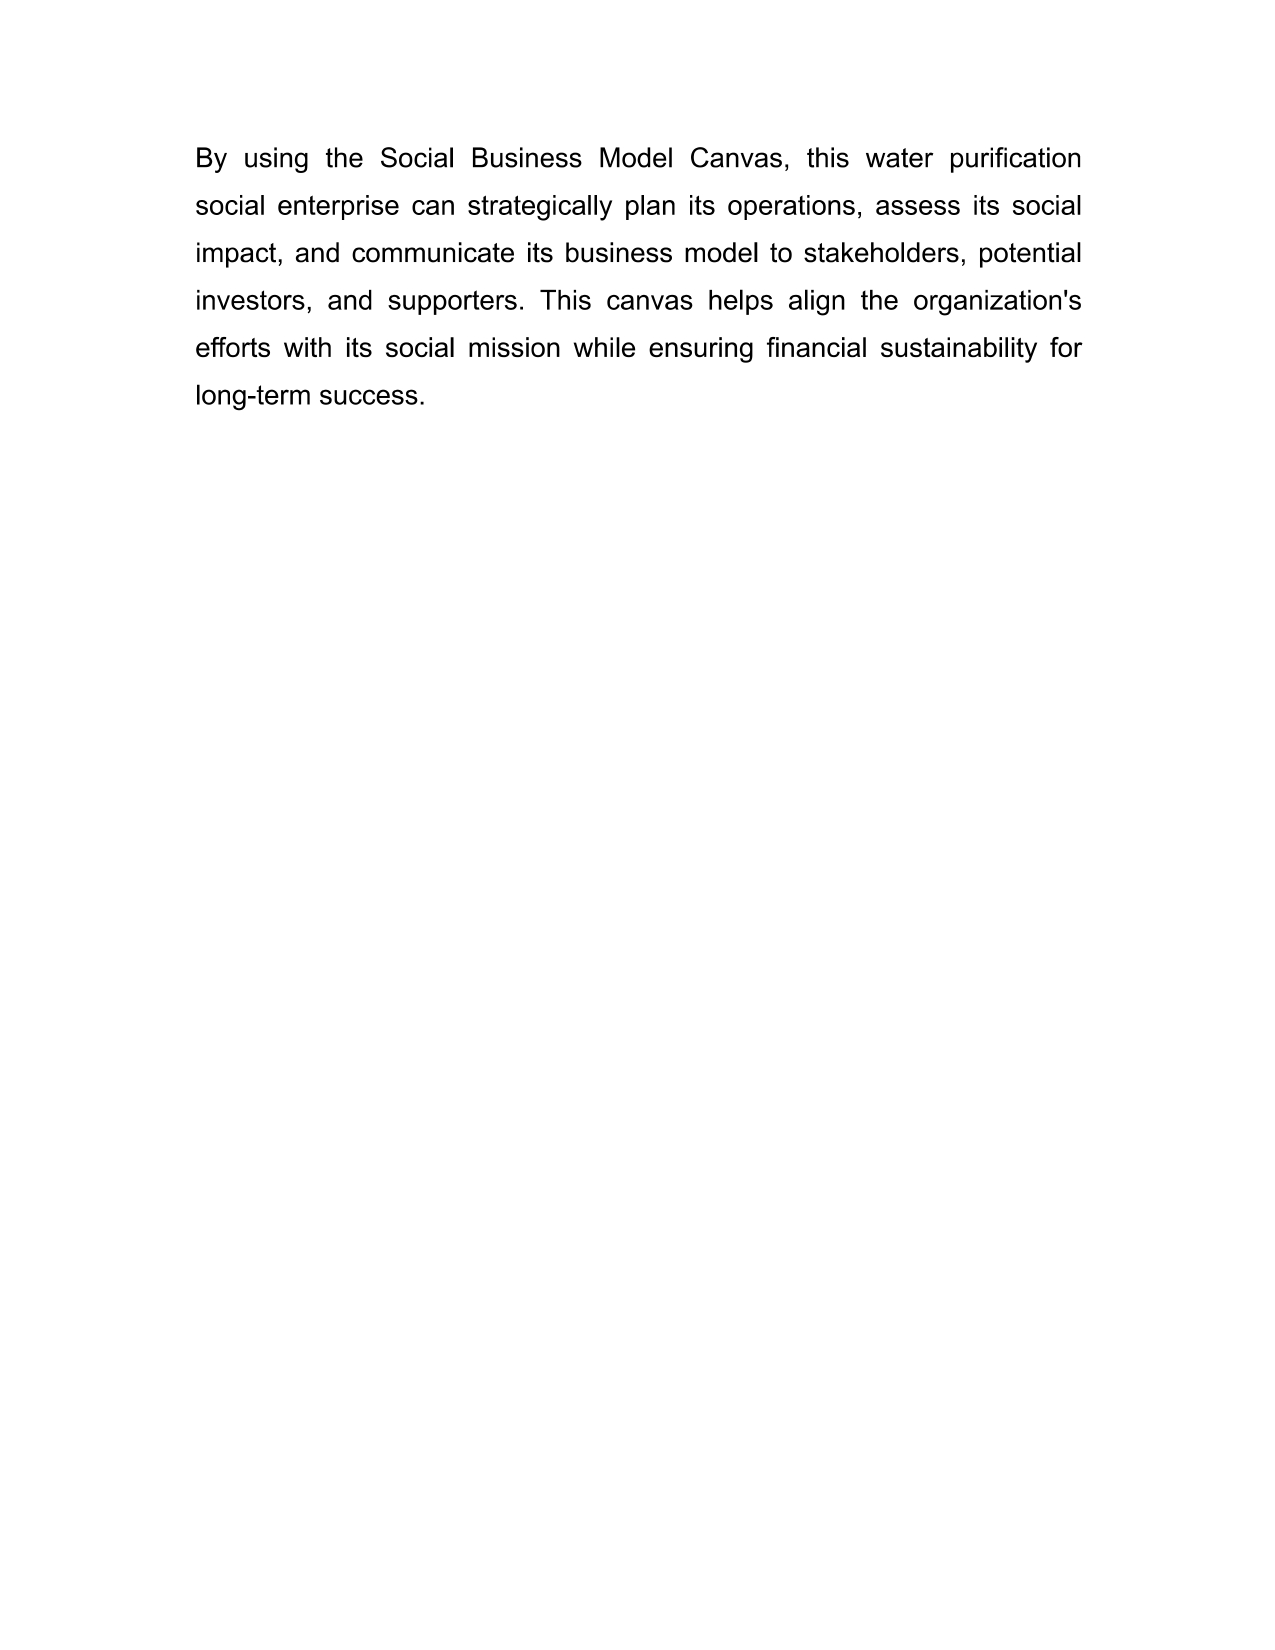 By using the Social Business Model Canvas, this water purification
social enterprise can strategically plan its operations, assess its social
impact, and communicate its business model to stakeholders, potential
investors, and supporters. This canvas helps align the organization's
efforts with its social mission while ensuring financial sustainability for
long-term success.